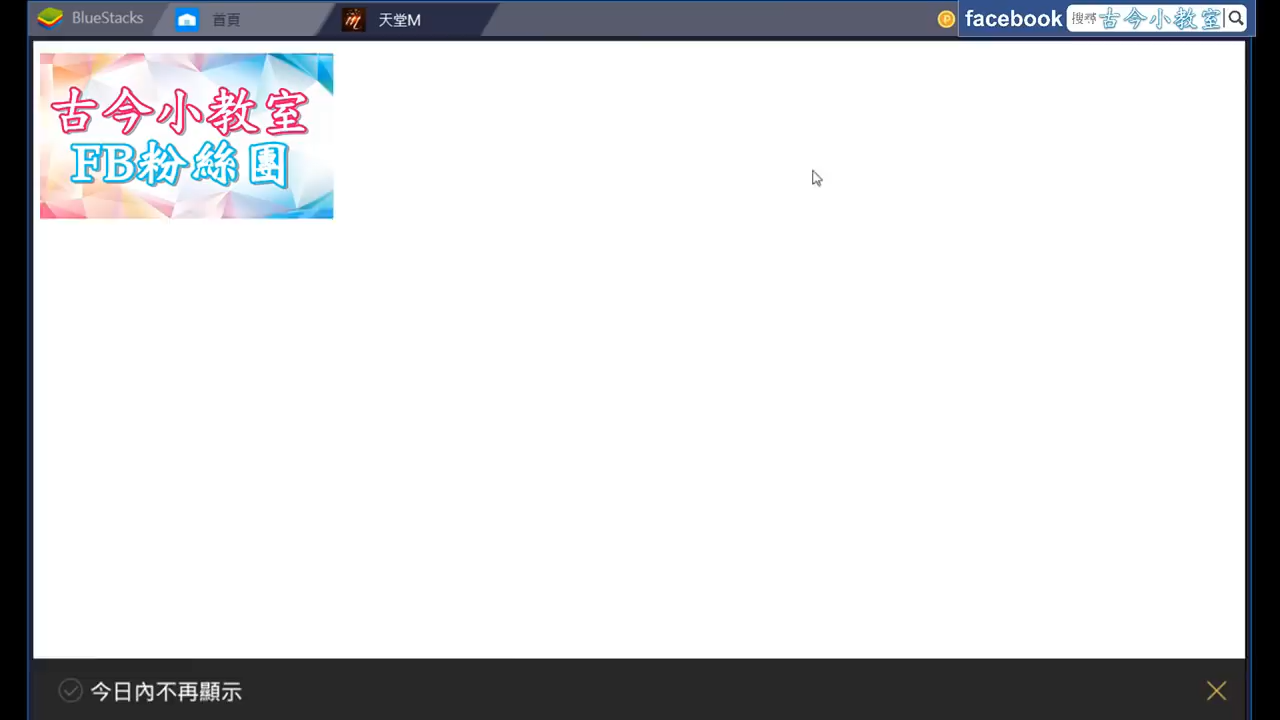 BlueStacks
首頁
天堂M
facebook
搜尋古今小教室
古今小教室
FB粉絲團
今日內不再顯示